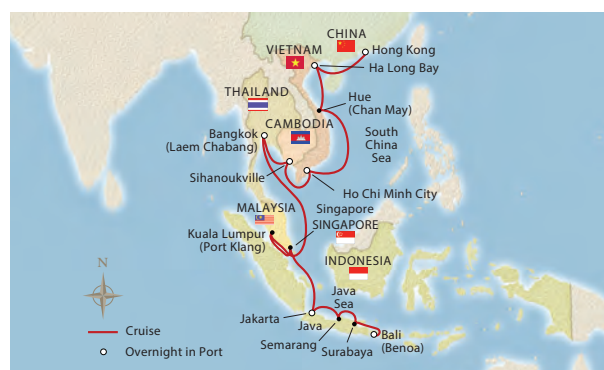 CHINA
Hong Kong
VIETNAM
Ha Long Bay
THAILAND
Hue
(Chan May)
CAMBODIA
Bangkok
(Laem Chabang)
South
China
Sea
Sihanoukville
Ho Chi Minh City
MALAYSIA
Singapore
SINGAPORE
Kuala Lumpur
(Port Klang)
INDONESIA
N
Java
Sea
Jakarta
Java
Cruise
Semarang
Bali
(Benoa)
Overnight in Port
Surabaya